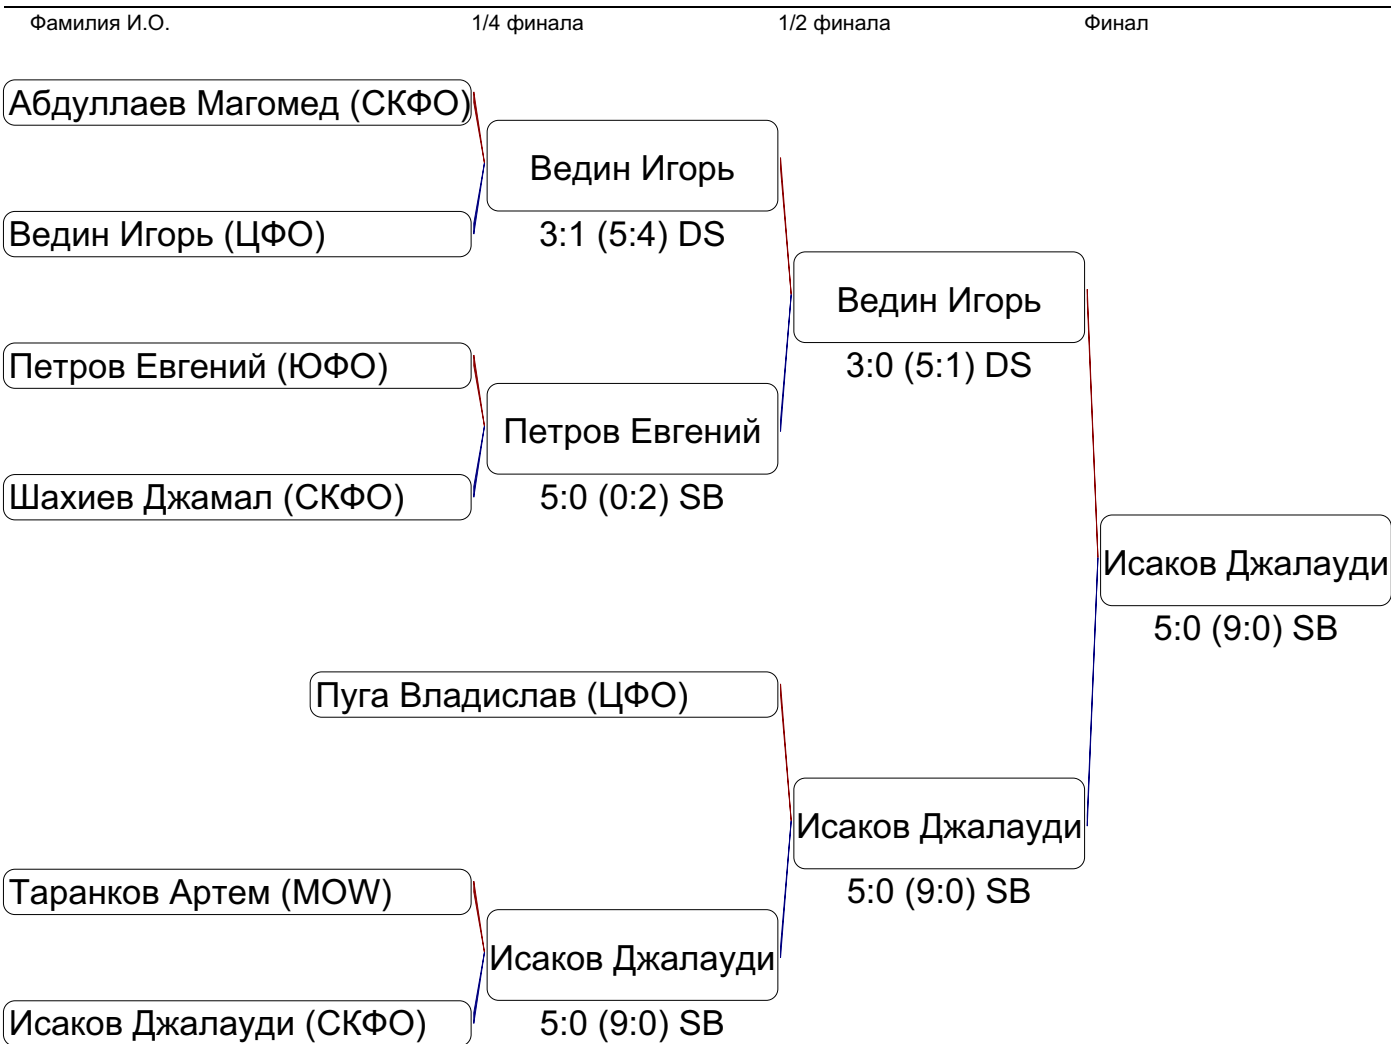 Фамилия И.О. 1/4 финала 1/2 финала Финал
Абдуллаев Магомед (СКФО)
Ведин Игорь
Ведин Игорь (ЦФО)
3:1 (5:4) DS
Ведин Игорь
Петров Евгений (ЮФО)
3:0 (5:1) DS
Петров Евгений
Шахиев Джамал (СКФО)
5:0 (0:2) SB
Исаков Джалауди
5:0 (9:0) SB
Пуга Владислав (ЦФО)
Исаков Джалауди
Таранков Артем (MOW)
5:0 (9:0) SB
Исаков Джалауди
Исаков Джалауди (СКФО)
5:0 (9:0) SB